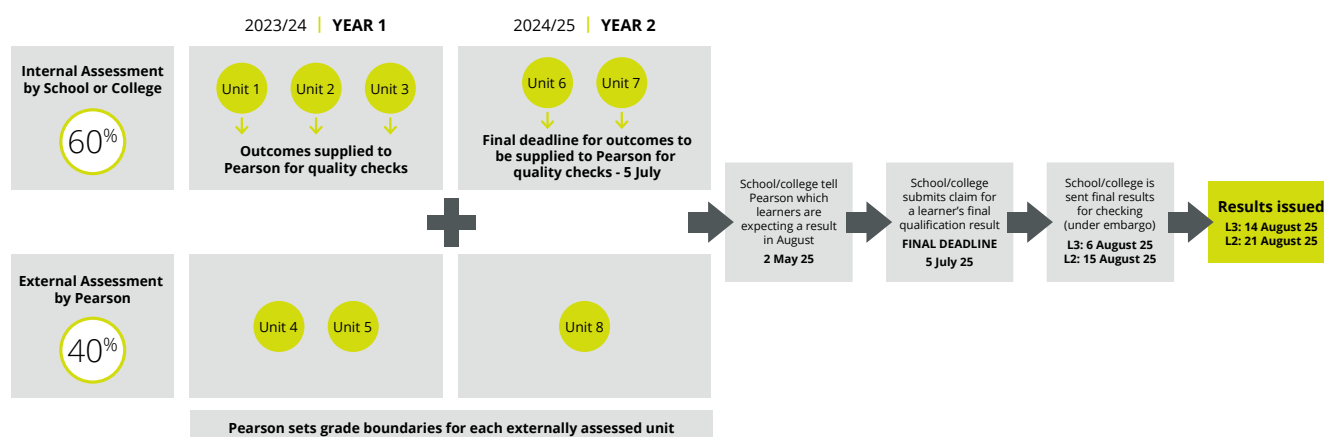 2023/24 | YEAR 1
2024/25 | YEAR 2
Internal Assessment
by School or College
60%
Unit 1
Unit 2
Unit 3
Outcomes supplied to
Pearson for quality checks
Unit 6
Unit 7
Final deadline for outcomes to
be supplied to Pearson for
quality checks - 5 July
External Assessment
by Pearson
40%
Unit 4
Unit 5
Unit 8
Pearson sets grade boundaries for each externally assessed unit
School/college tell
Pearson which
learners are
expecting a result
in August
2 May 25
School/college
submits claim for
a learner's final
qualification result
FINAL DEADLINE
5 July 25
School/college is
sent final results
for checking
(under embargo)
L3: 6 August 25
L2: 15 August 25
Results issued
L3: 14 August 25
L2: 21 August 25